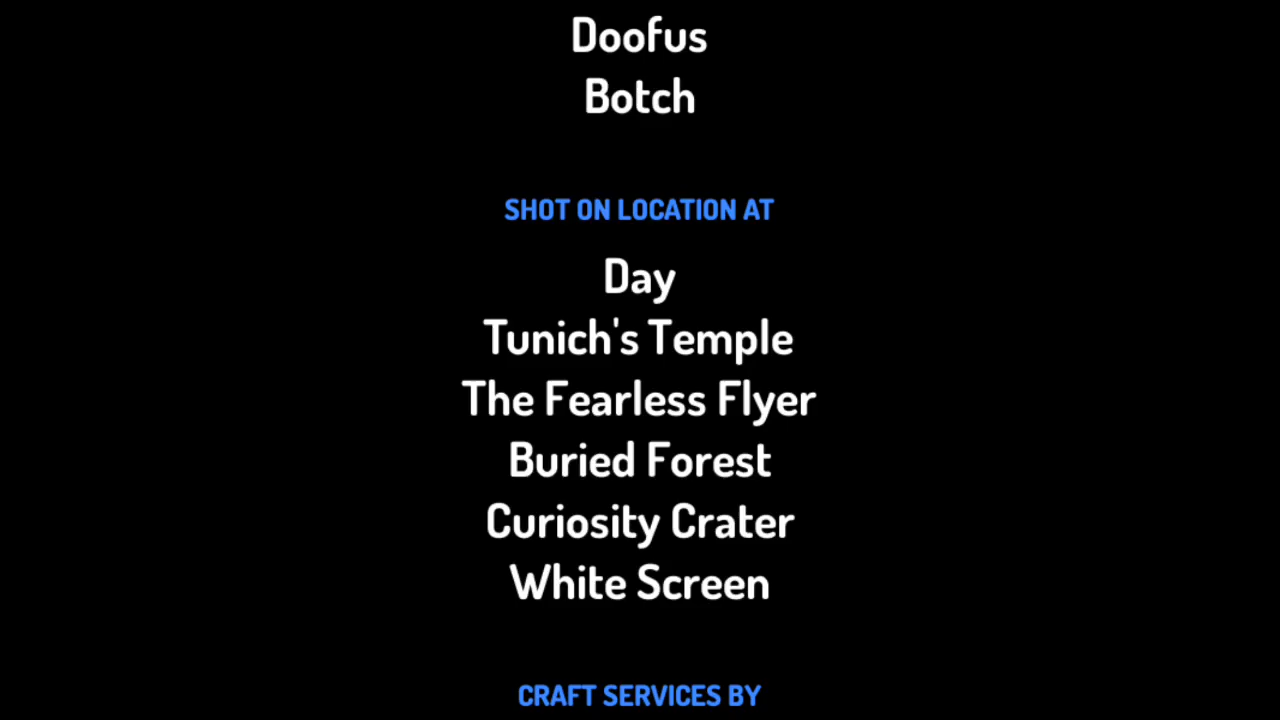 Doofus
Botch
SHOT ON LOCATION AT
Day
Tunich's Temple
The Fearless Flyer
Buried Forest
Curiosity Crater
White Screen
CRAFT SERVICES BY